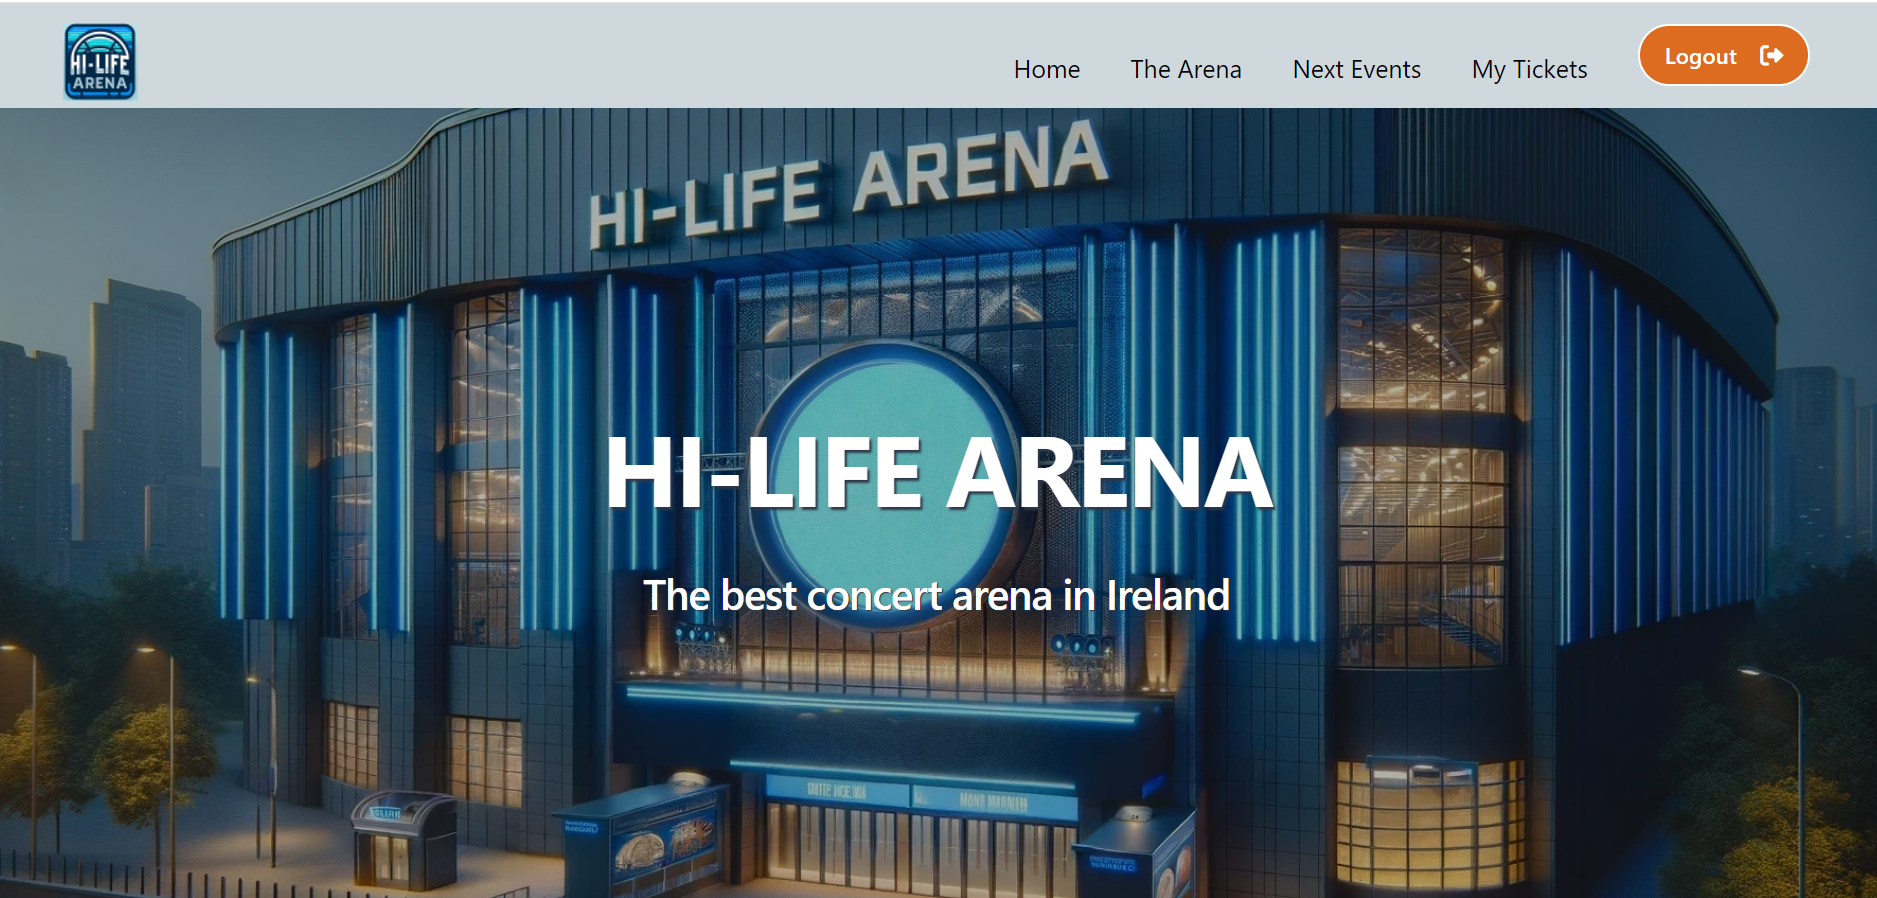 HI-LIFE
ARENA
Home
The Arena
Next Events
My Tickets
Logout
HI-LIFE ARENA
HI-LIFE ARENA
The best concert arena in Ireland